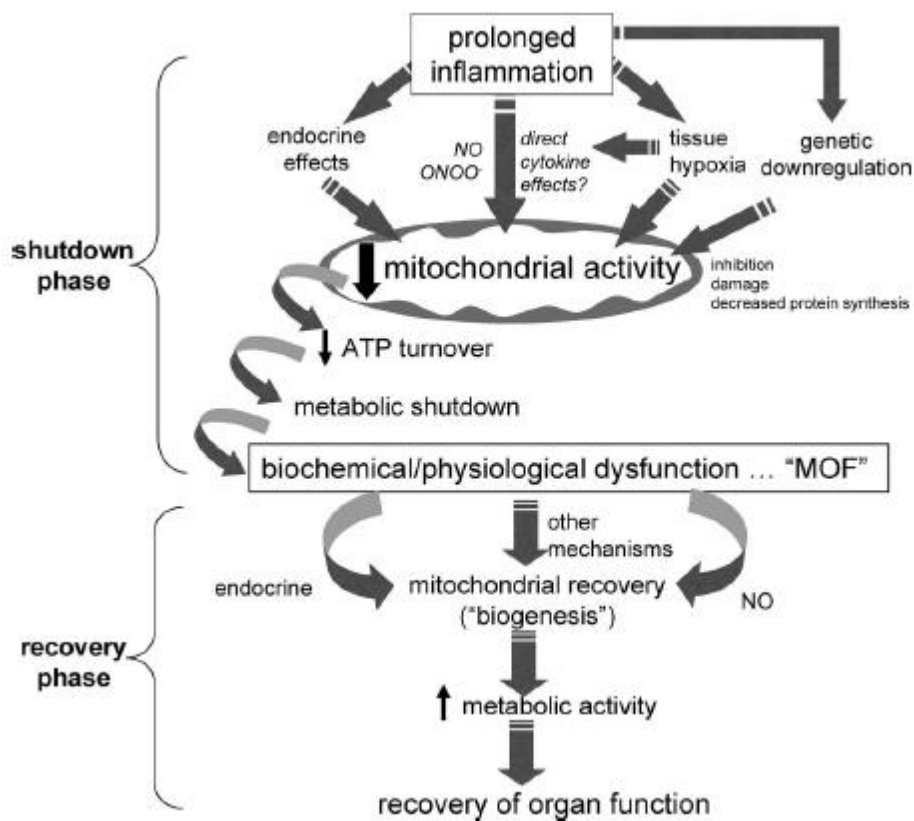 prolonged
inflammation
endocrine
effects
NO
ONOO-
direct
cytokine
effects?
tissue
hypoxia
genetic
downregulation
shutdown
phase
mitochondrial activity
inhibition
damage
decreased protein synthesis
ATP turnover
metabolic shutdown
biochemical/physiological dysfunction ... “MOF”
other
mechanisms
endocrine
mitochondrial recovery
(“biogenesis”)
NO
recovery
phase
metabolic activity
recovery of organ function